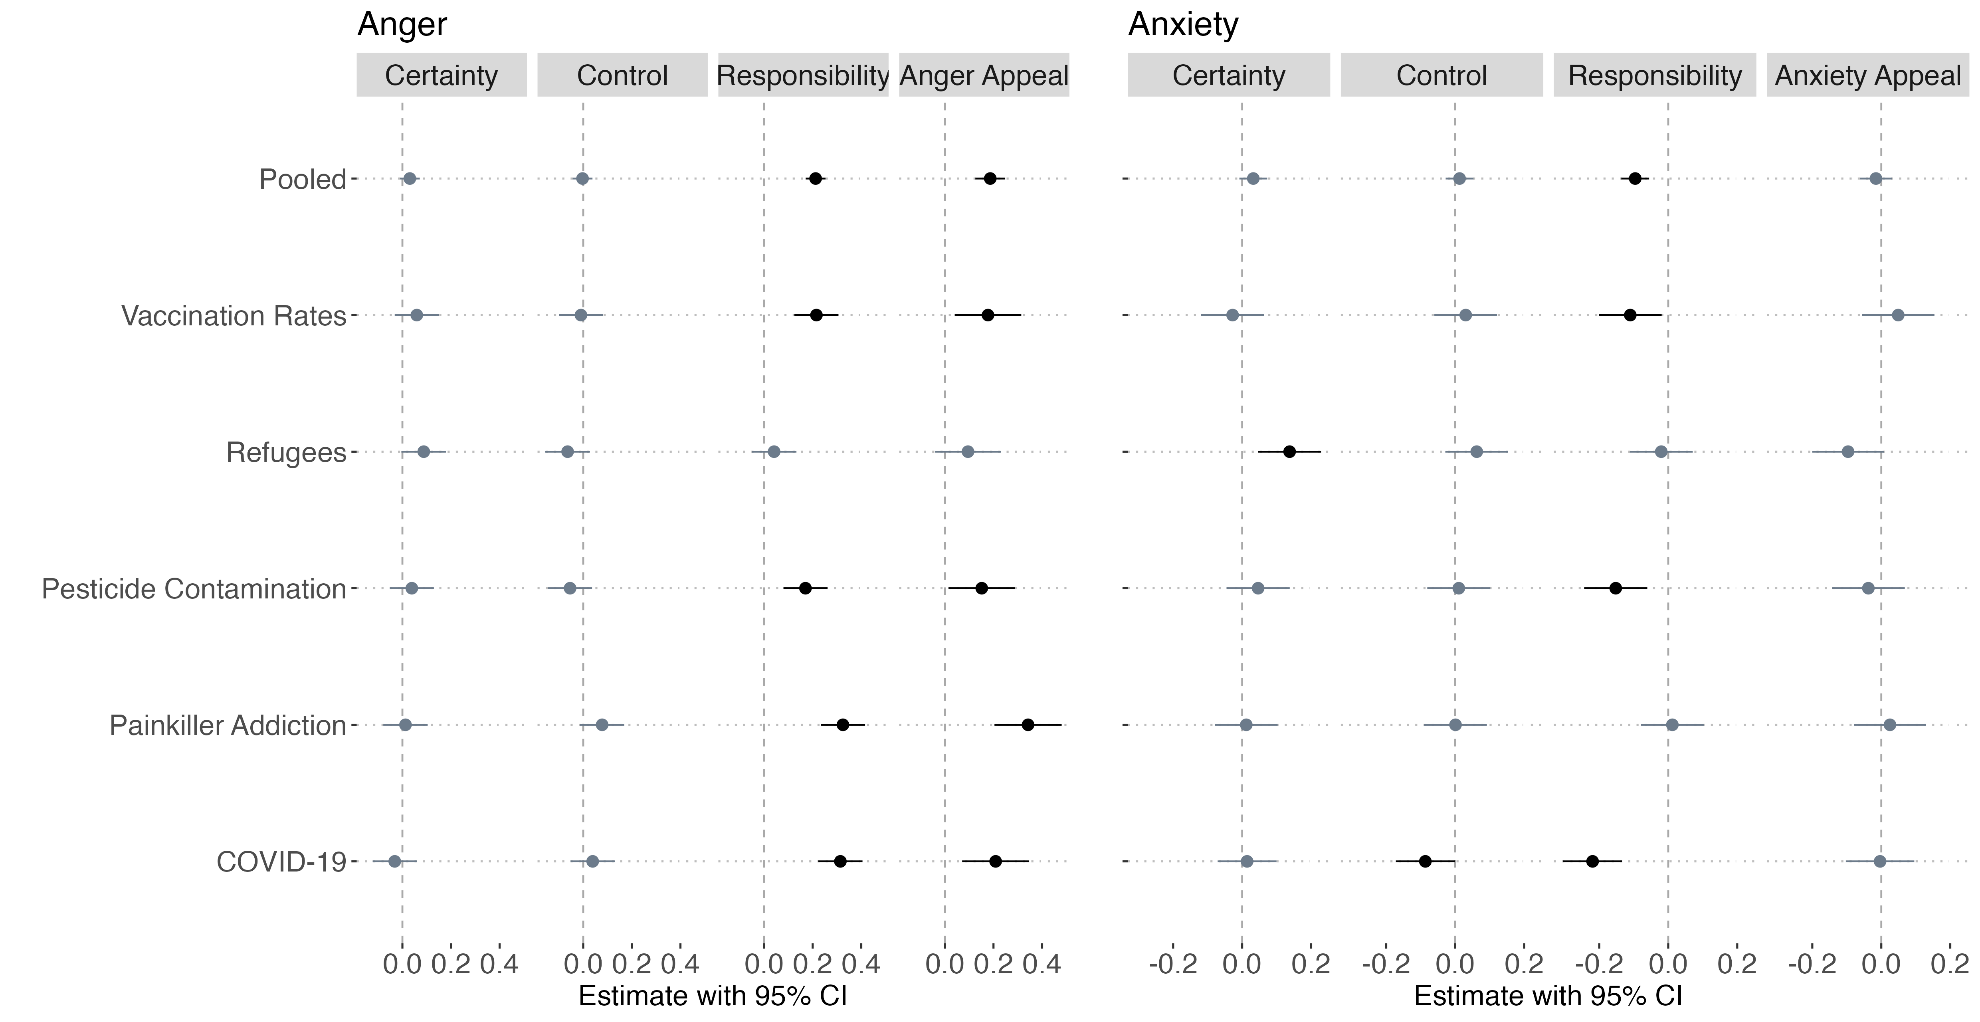 Anger Anxiety
Certainty Control Responsibility Anger Appeal Certainty Control Responsibility Anxiety Appeal
Pooled
Vaccination Rates
Refugees
Pesticide Contamination
Painkiller Addiction
COVID-19
0.0 0.2 0.4 0.0 0.2 0.4 0.0 0.2 0.4 0.0 0.2 0.4 -0.2 0.0 0.2 -0.2 0.0 0.2 -0.2 0.0 0.2 -0.2 0.0 0.2
Estimate with 95% CI Estimate with 95% CI